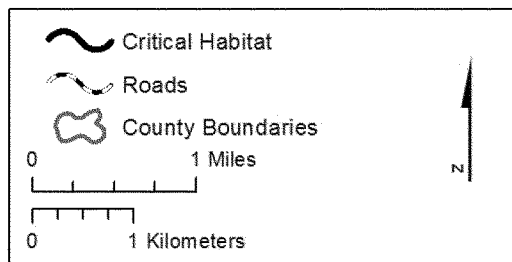 Critical Habitat
Roads
County Boundaries
0 1 Miles
0 1 Kilometers
N